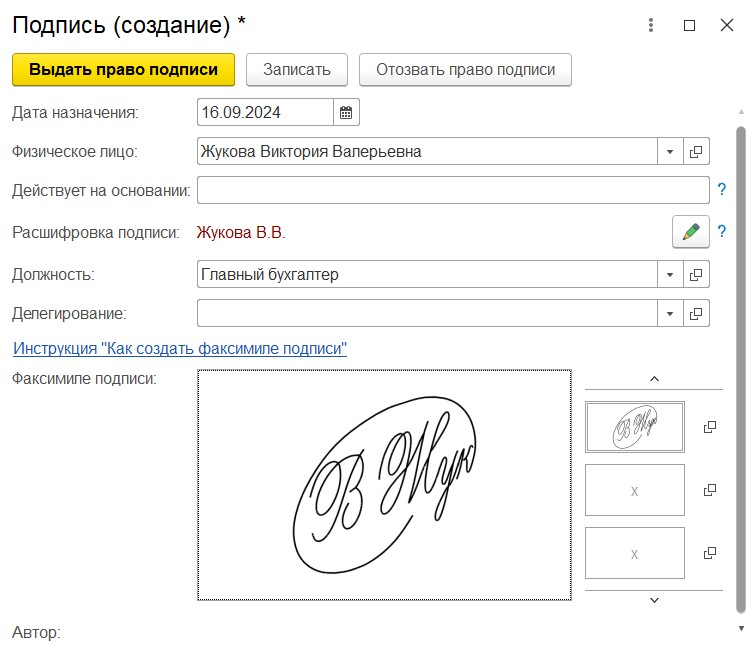 Подпись (создание) *
Выдать право подписи Записать Отозвать право подписи
Дата назначения: 16.09.2024
Физическое лицо: Жукова Виктория Валерьевна
Действует на основании: ?
Расшифровка подписи: Жукова В.В. ?
Должность: Главный бухгалтер
Делегирование:
Инструкция "Как создать факсимиле подписи"
Факсимиле подписи:
В Жук
x
x
Автор: